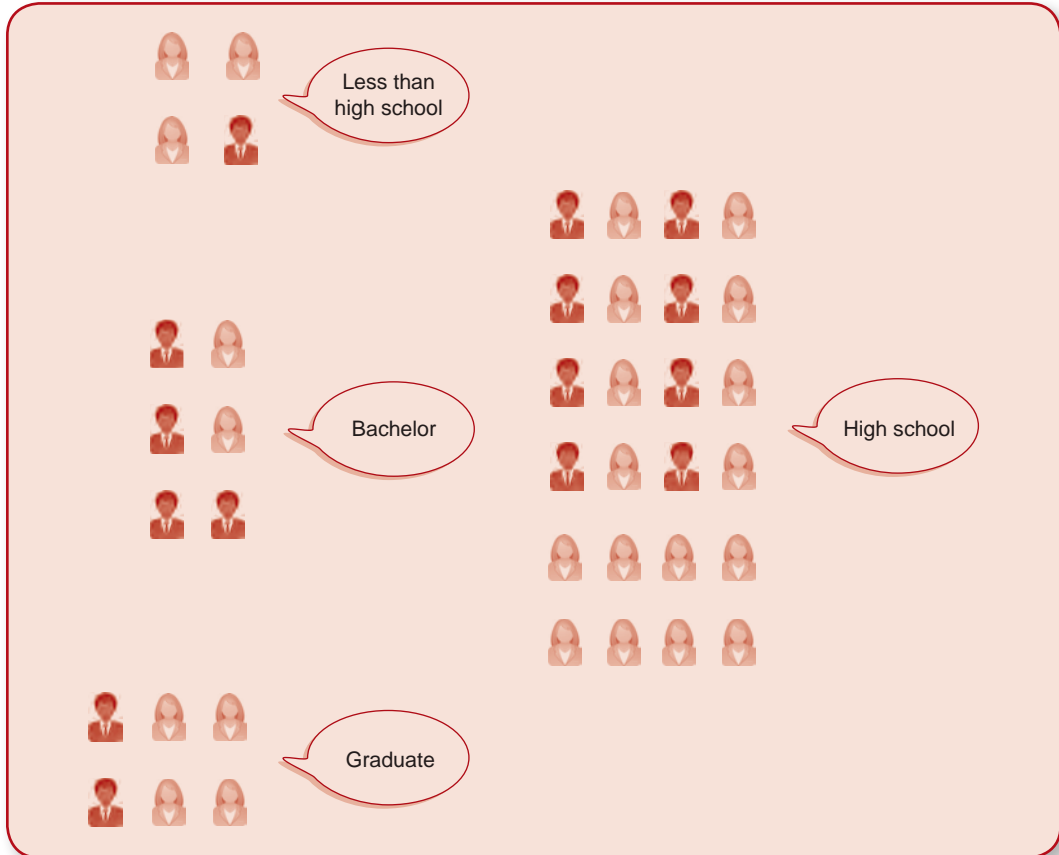 Less than
high school
Bachelor
High school
Graduate